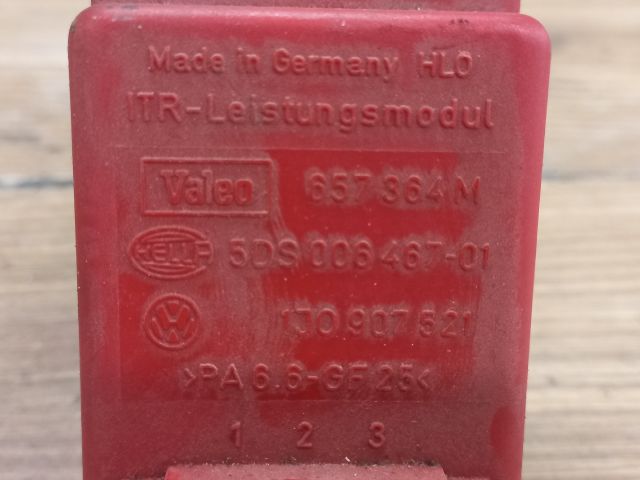 Made in Germany HLO
ITR-Leistungsmodul
Valeo 657 364 M
HELLA 5DS 006 467-01
VW 1J0 907 521
>PA 6.6-GF 25<
1 2 3